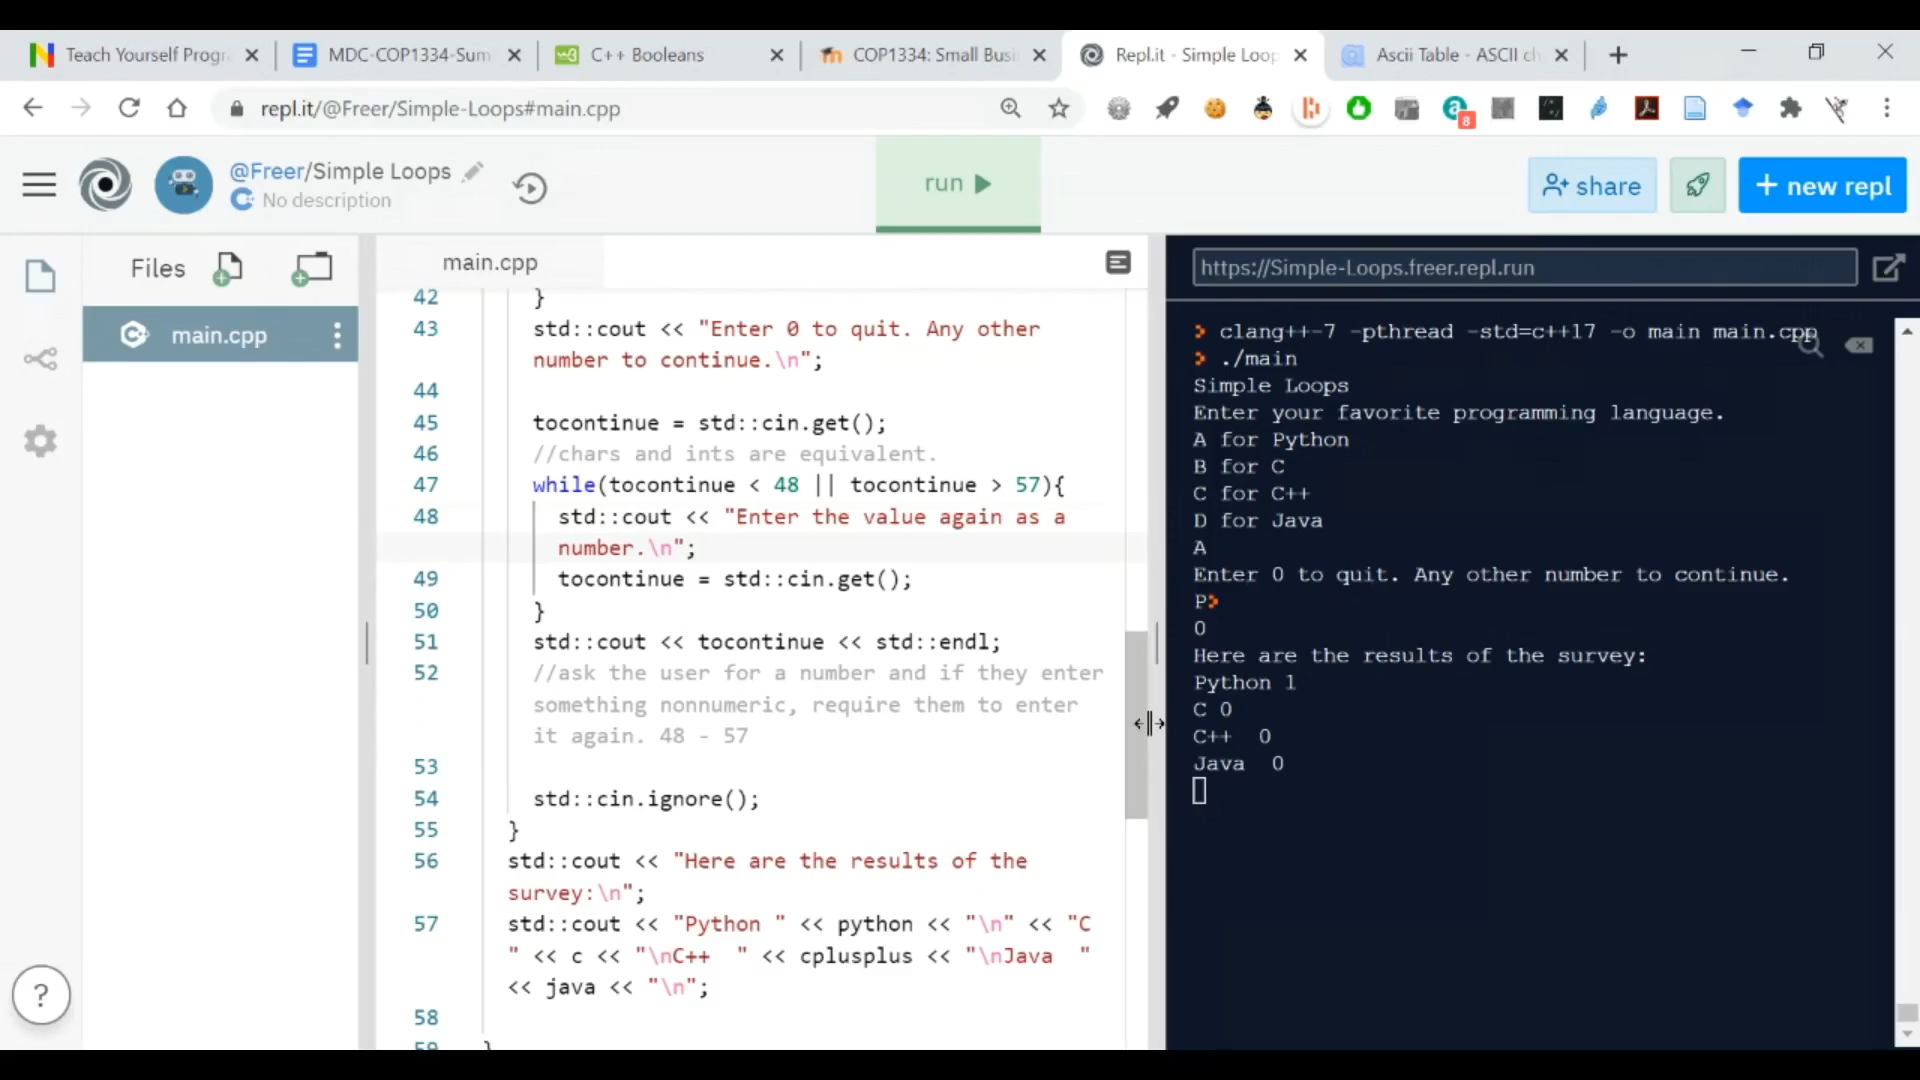 Teach Yourself Progr
MDC-COP1334-Sum
C++ Booleans
COP1334: Small Busi
Repl.it - Simple Loop
Ascii Table - ASCII ch
repl.it/@Freer/Simple-Loops#main.cpp
8
@Freer/Simple Loops
No description
run
share
+ new repl
Files
main.cpp
main.cpp
42 }
43 std::cout << "Enter 0 to quit. Any other
number to continue.\n";
44
45 tocontinue = std::cin.get();
46 //chars and ints are equivalent.
47 while(tocontinue < 48 || tocontinue > 57){
48 std::cout << "Enter the value again as a
number.\n";
49 tocontinue = std::cin.get();
50 }
51 std::cout << tocontinue << std::endl;
52 //ask the user for a number and if they enter
something nonnumeric, require them to enter
it again. 48 - 57
53
54 std::cin.ignore();
55 }
56 std::cout << "Here are the results of the
survey:\n";
57 std::cout << "Python " << python << "\n" << "C
" << c << "\nC++  " << cplusplus << "\nJava  "
<< java << "\n";
58
59 }
?
https://Simple-Loops.freer.repl.run
> clang++-7 -pthread -std=c++17 -o main main.cpp
> ./main
Simple Loops
Enter your favorite programming language.
A for Python
B for C
C for C++
D for Java
A
Enter 0 to quit. Any other number to continue.
P>
0
Here are the results of the survey:
Python 1
C 0
C++  0
Java  0